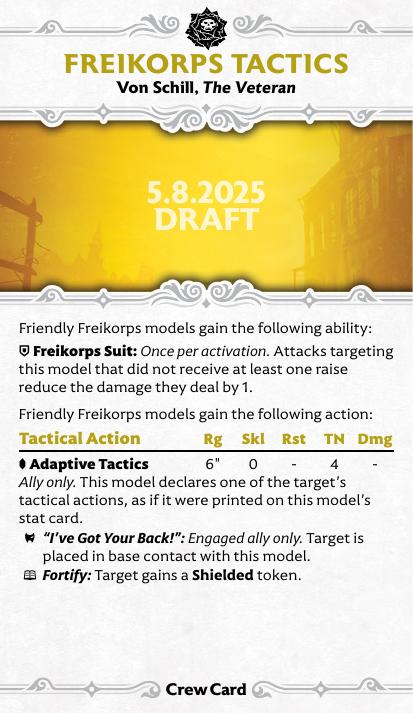 FREIKORPS TACTICS
Von Schill, The Veteran
5.8.2025
DRAFT
Friendly Freikorps models gain the following ability:
Freikorps Suit: Once per activation. Attacks targeting
this model that did not receive at least one raise
reduce the damage they deal by 1.
Friendly Freikorps models gain the following action:
Tactical Action Rg Skl Rst TN Dmg
Adaptive Tactics 6" 0 - 4 -
Ally only. This model declares one of the target's
tactical actions, as if it were printed on this model's
stat card.
"I've Got Your Back!": Engaged ally only. Target is
placed in base contact with this model.
Fortify: Target gains a Shielded token.
Crew Card